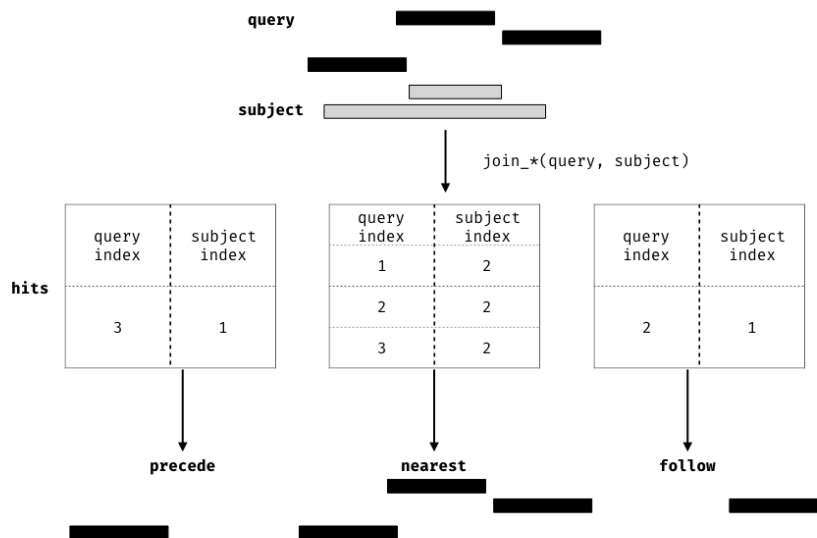 query
subject
join_*(query, subject)
query index
subject index
query index
subject index
query index
subject index
hits
3
1
1
2
2
2
3
2
2
1
precede
nearest
follow